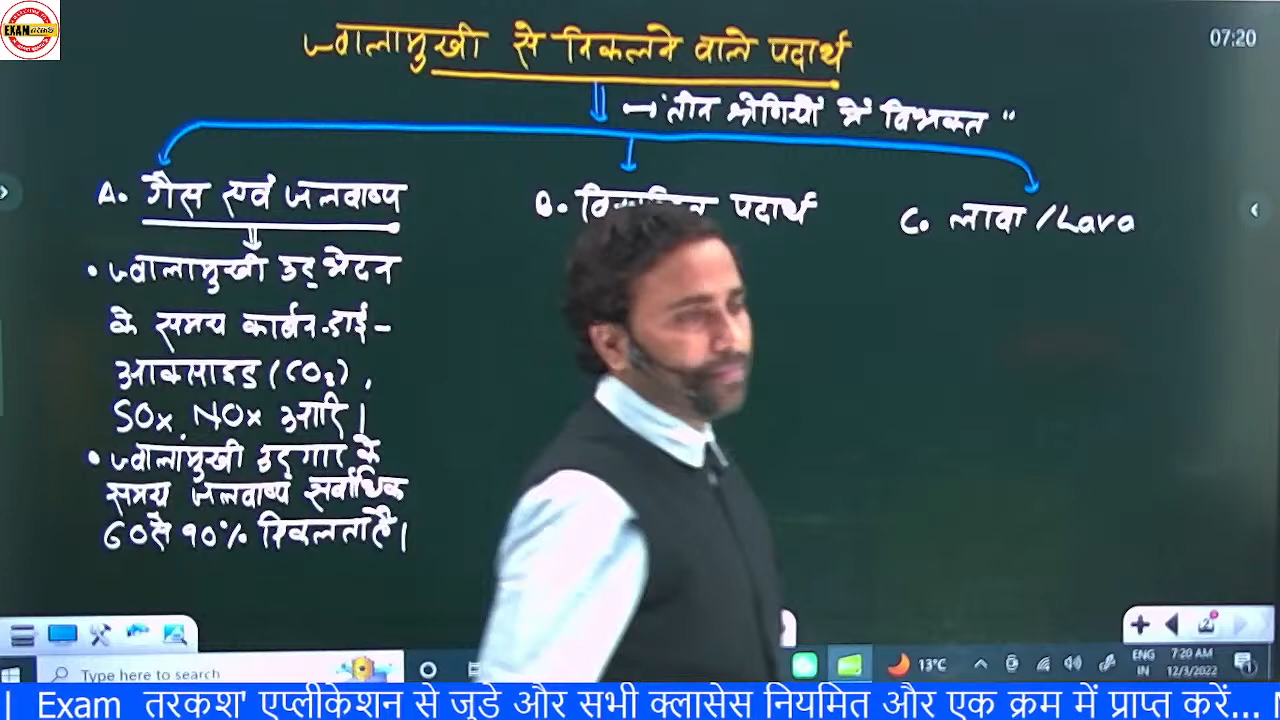 EXAM तरकश
ज्वालामुखी से निकलने वाले पदार्थ
07:20
→ "तीन श्रेणियों में विभक्त"
A. गैस एवं जलवाष्प
B. पदार्थ
C. लावा /Lava
• ज्वालामुखी उद्भेदन
के समय कार्बन-डाई-
आक्साइड (CO₂),
SOx, NOx आदि।
• ज्वालामुखी उद्गार के
समय जलवाष्प सर्वाधिक
60 से 90% निकलता है।
Type here to search
13°C
ENG
IN
7:20 AM
12/3/2022
| Exam तरकश' एप्लीकेशन से जुडे और सभी क्लासेस नियमित और एक क्रम में प्राप्त करें... |